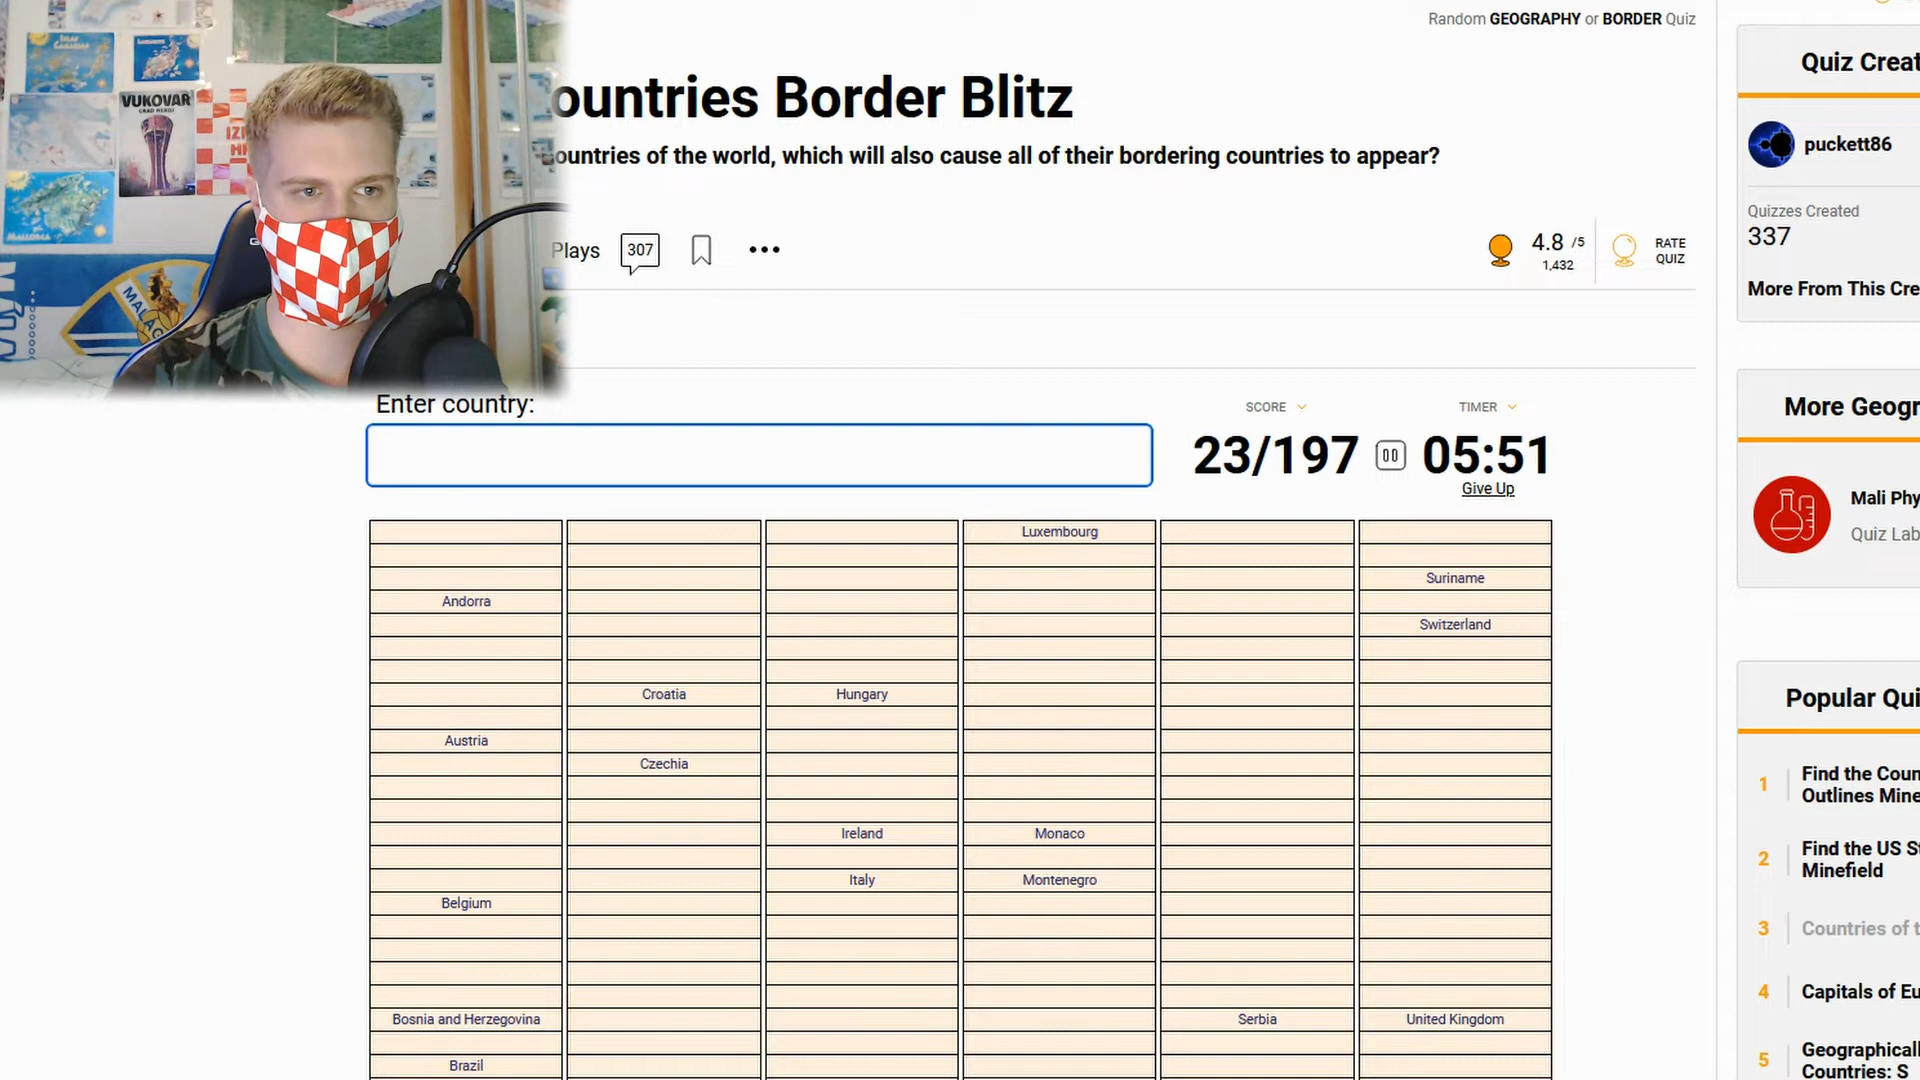 Random GEOGRAPHY or BORDER Quiz
ountries Border Blitz
ountries of the world, which will also cause all of their bordering countries to appear?
Plays
307
4.8 /5
1,432
RATE
QUIZ
Quiz Creat
puckett86
Quizzes Created
337
More From This Cre
VUKOVAR
MALAG
Enter country:
SCORE
TIMER
23/197
05:51
Give Up
More Geogr
Mali Phy
Quiz Lab
Luxembourg
Suriname
Andorra
Switzerland
Croatia
Hungary
Austria
Czechia
Ireland
Monaco
Italy
Montenegro
Belgium
Bosnia and Herzegovina
Serbia
United Kingdom
Brazil
Popular Qui
1
Find the Coun
Outlines Mine
2
Find the US St
Minefield
3
Countries of t
4
Capitals of Eu
5
Geographicall
Countries: S